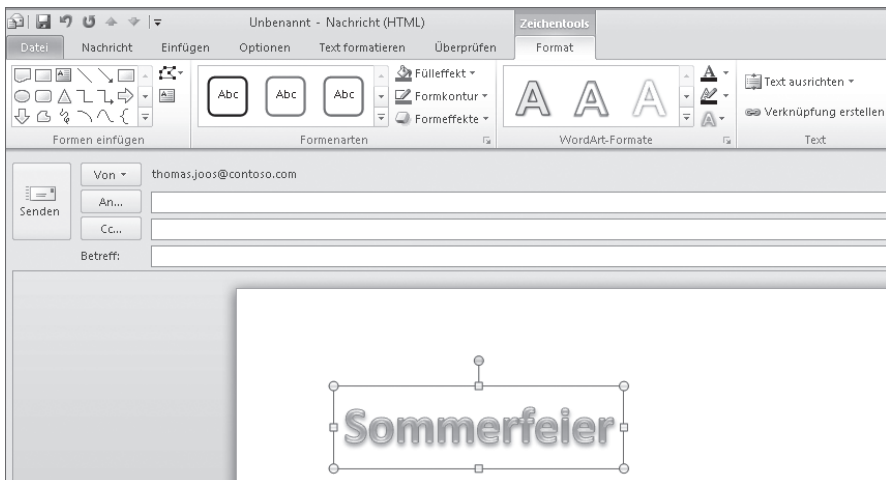 Unbenannt - Nachricht (HTML) Zeichentools
Datei Nachricht Einfügen Optionen Text formatieren Überprüfen Format
Abc Abc Abc Fülleffekt A A A A Text ausrichten
Formkontur
Formeffekte A Verknüpfung erstellen
Formen einfügen Formenarten WordArt-Formate Text
Senden
Von thomas.joos@contoso.com
An...
Cc...
Betreff:
Sommerfeier